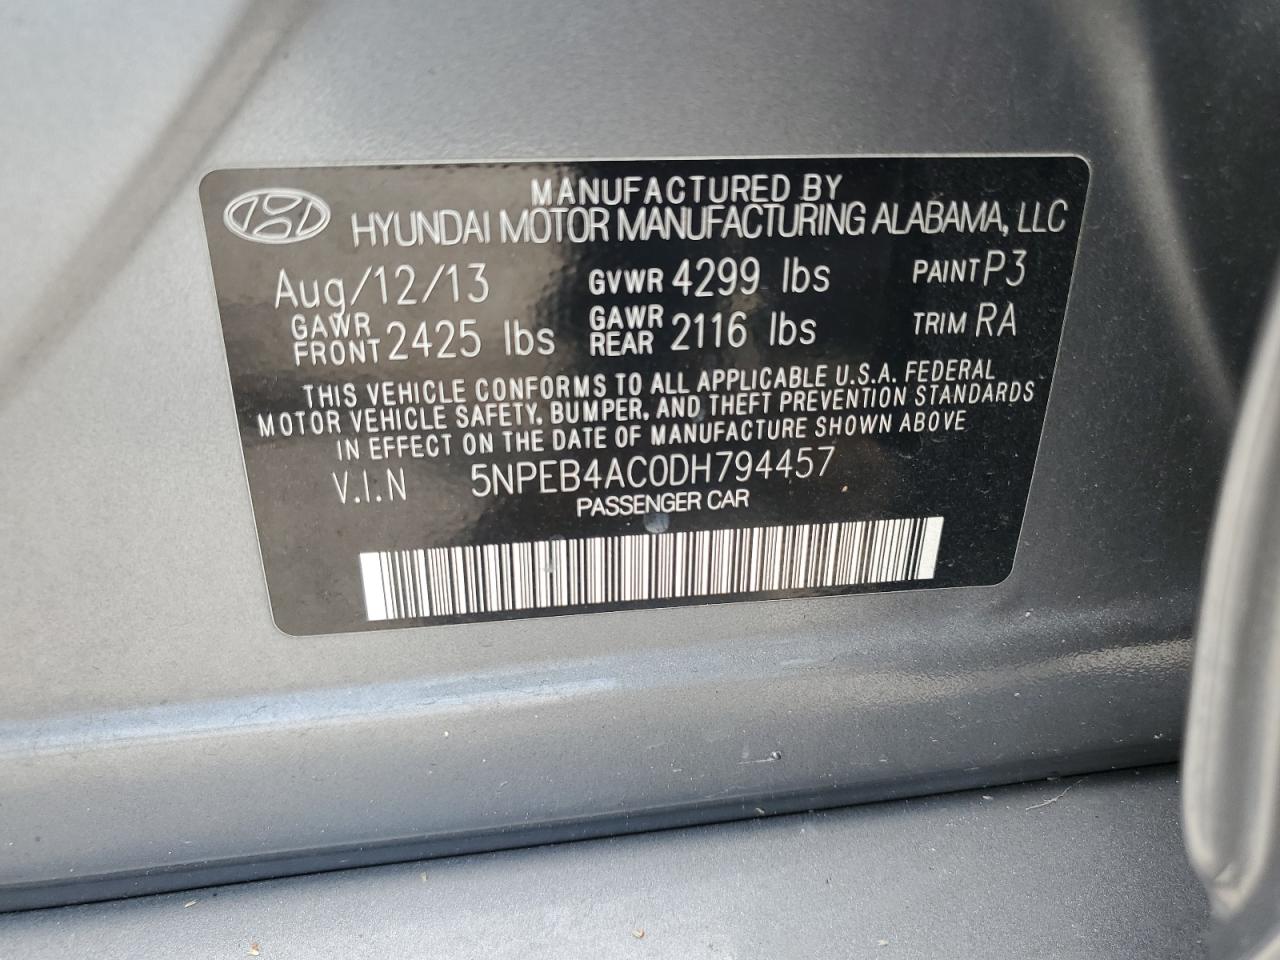 MANUFACTURED BY
HYUNDAI MOTOR MANUFACTURING ALABAMA, LLC
Aug/12/13 GVWR 4299 lbs PAINT P3
GAWR FRONT 2425 lbs GAWR REAR 2116 lbs TRIM RA
THIS VEHICLE CONFORMS TO ALL APPLICABLE U.S.A. FEDERAL
MOTOR VEHICLE SAFETY, BUMPER, AND THEFT PREVENTION STANDARDS
IN EFFECT ON THE DATE OF MANUFACTURE SHOWN ABOVE
V.I.N 5NPEB4AC0DH794457
PASSENGER CAR